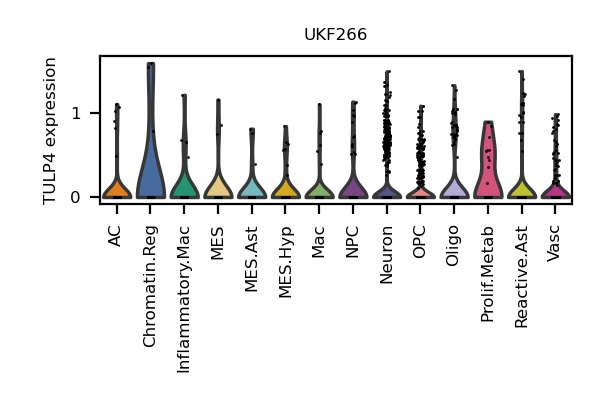 UKF266
TULP4 expression
1
0
AC
Chromatin.Reg
Inflammatory.Mac
MES
MES.Ast
MES.Hyp
Mac
NPC
Neuron
OPC
Oligo
Prolif.Metab
Reactive.Ast
Vasc